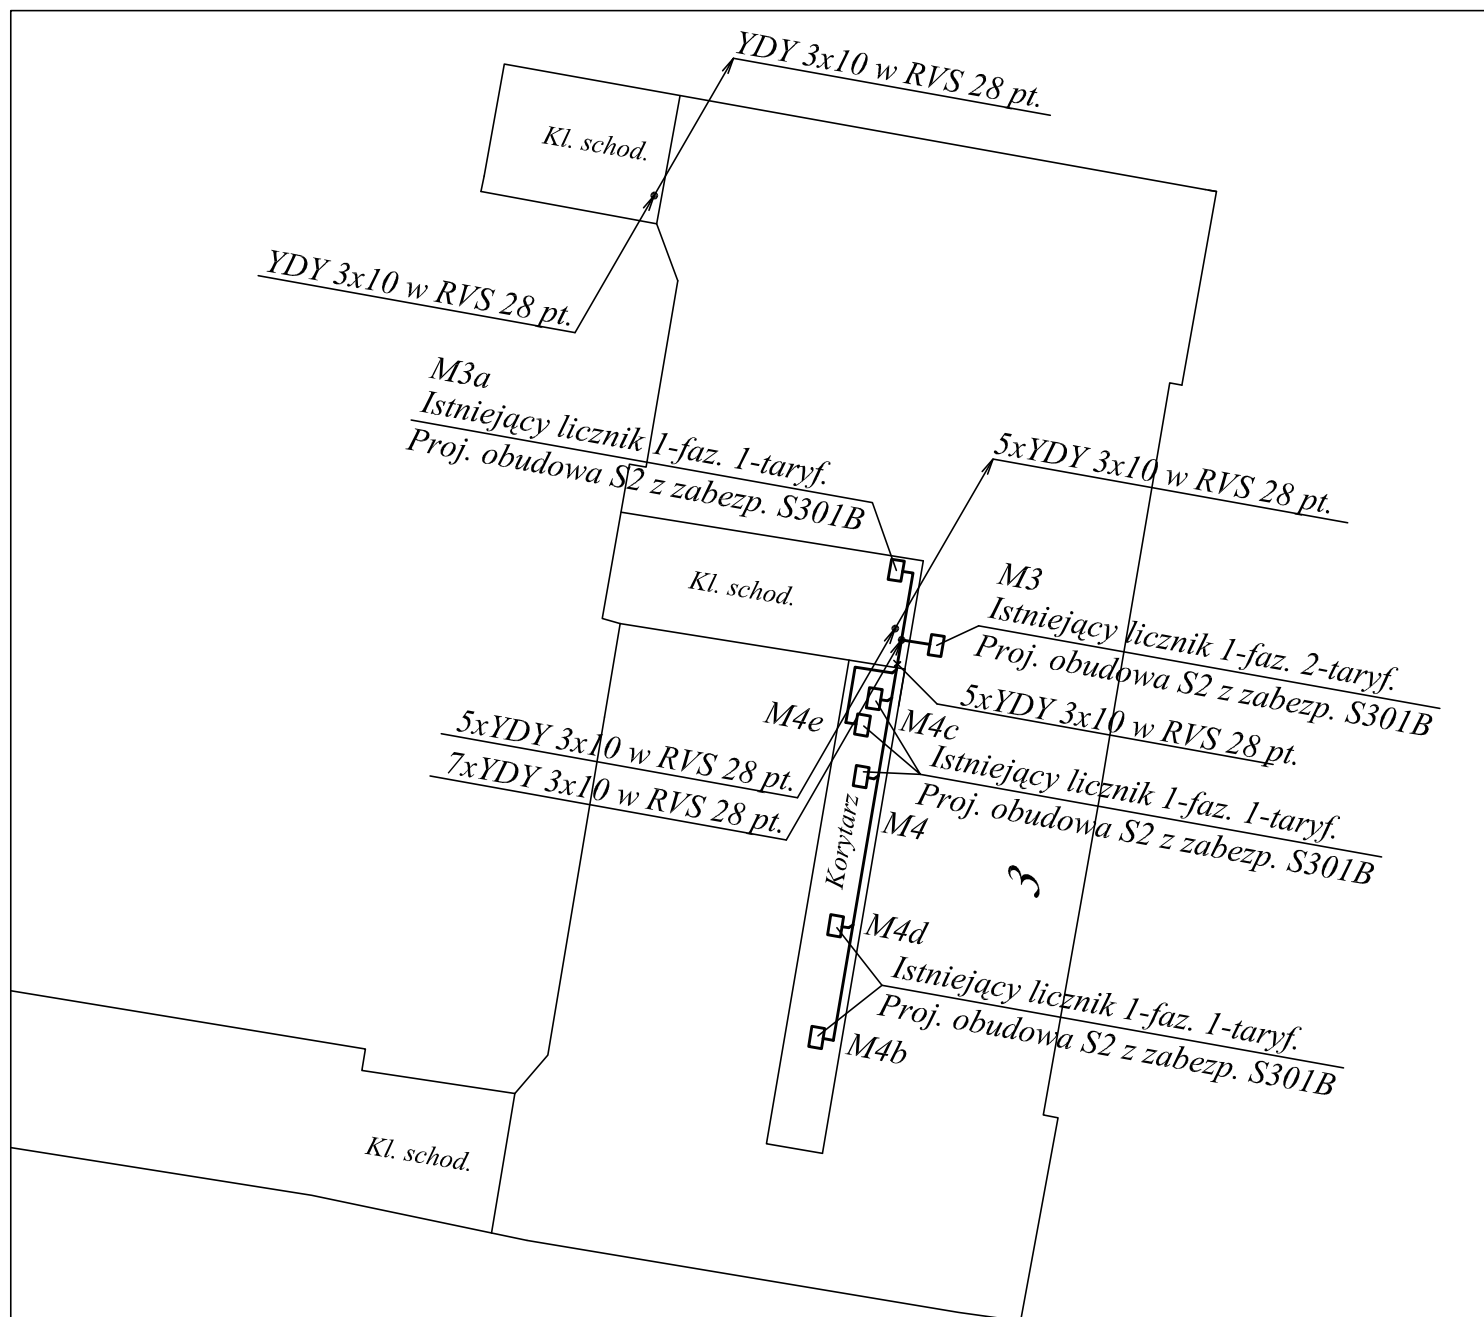 YDY 3x10 w RVS 28 pt.
Kl. schod.
YDY 3x10 w RVS 28 pt.
M3a
Istniejący licznik 1-faz. 1-taryf.
Proj. obudowa S2 z zabezp. S301B
5xYDY 3x10 w RVS 28 pt.
Kl. schod.
M3
Istniejący licznik 1-faz. 2-taryf.
Proj. obudowa S2 z zabezp. S301B
5xYDY 3x10 w RVS 28 pt.
M4e
M4c
5xYDY 3x10 w RVS 28 pt.
7xYDY 3x10 w RVS 28 pt.
Istniejący licznik 1-faz. 1-taryf.
Proj. obudowa S2 z zabezp. S301B
M4
Korytarz
3
M4d
Istniejący licznik 1-faz. 1-taryf.
Proj. obudowa S2 z zabezp. S301B
M4b
Kl. schod.